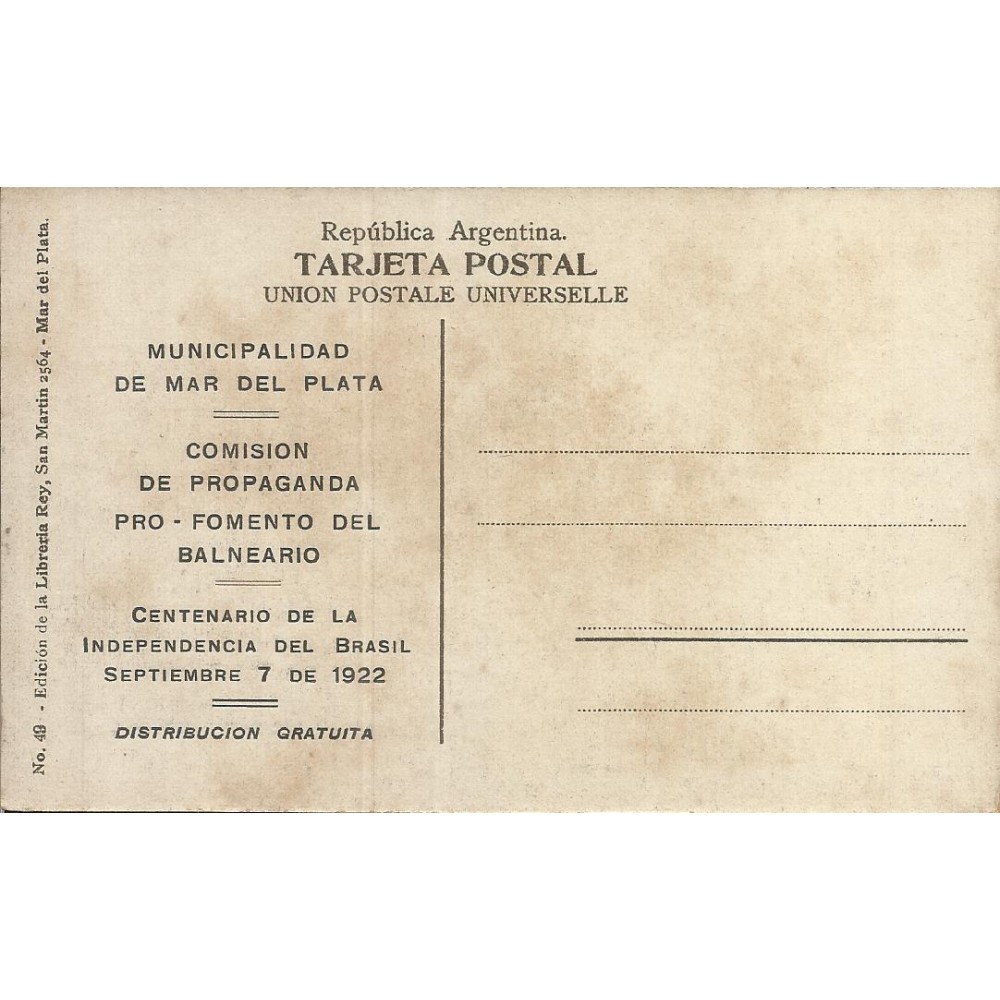 República Argentina.
TARJETA POSTAL
UNION POSTALE UNIVERSELLE
MUNICIPALIDAD
DE MAR DEL PLATA
COMISION
DE PROPAGANDA
PRO - FOMENTO DEL
BALNEARIO
CENTENARIO DE LA
INDEPENDENCIA DEL BRASIL
SEPTIEMBRE 7 DE 1922
DISTRIBUCION GRATUITA
No. 49 - Edición de la Libreria Rey, San Martin 2564 - Mar del Plata.